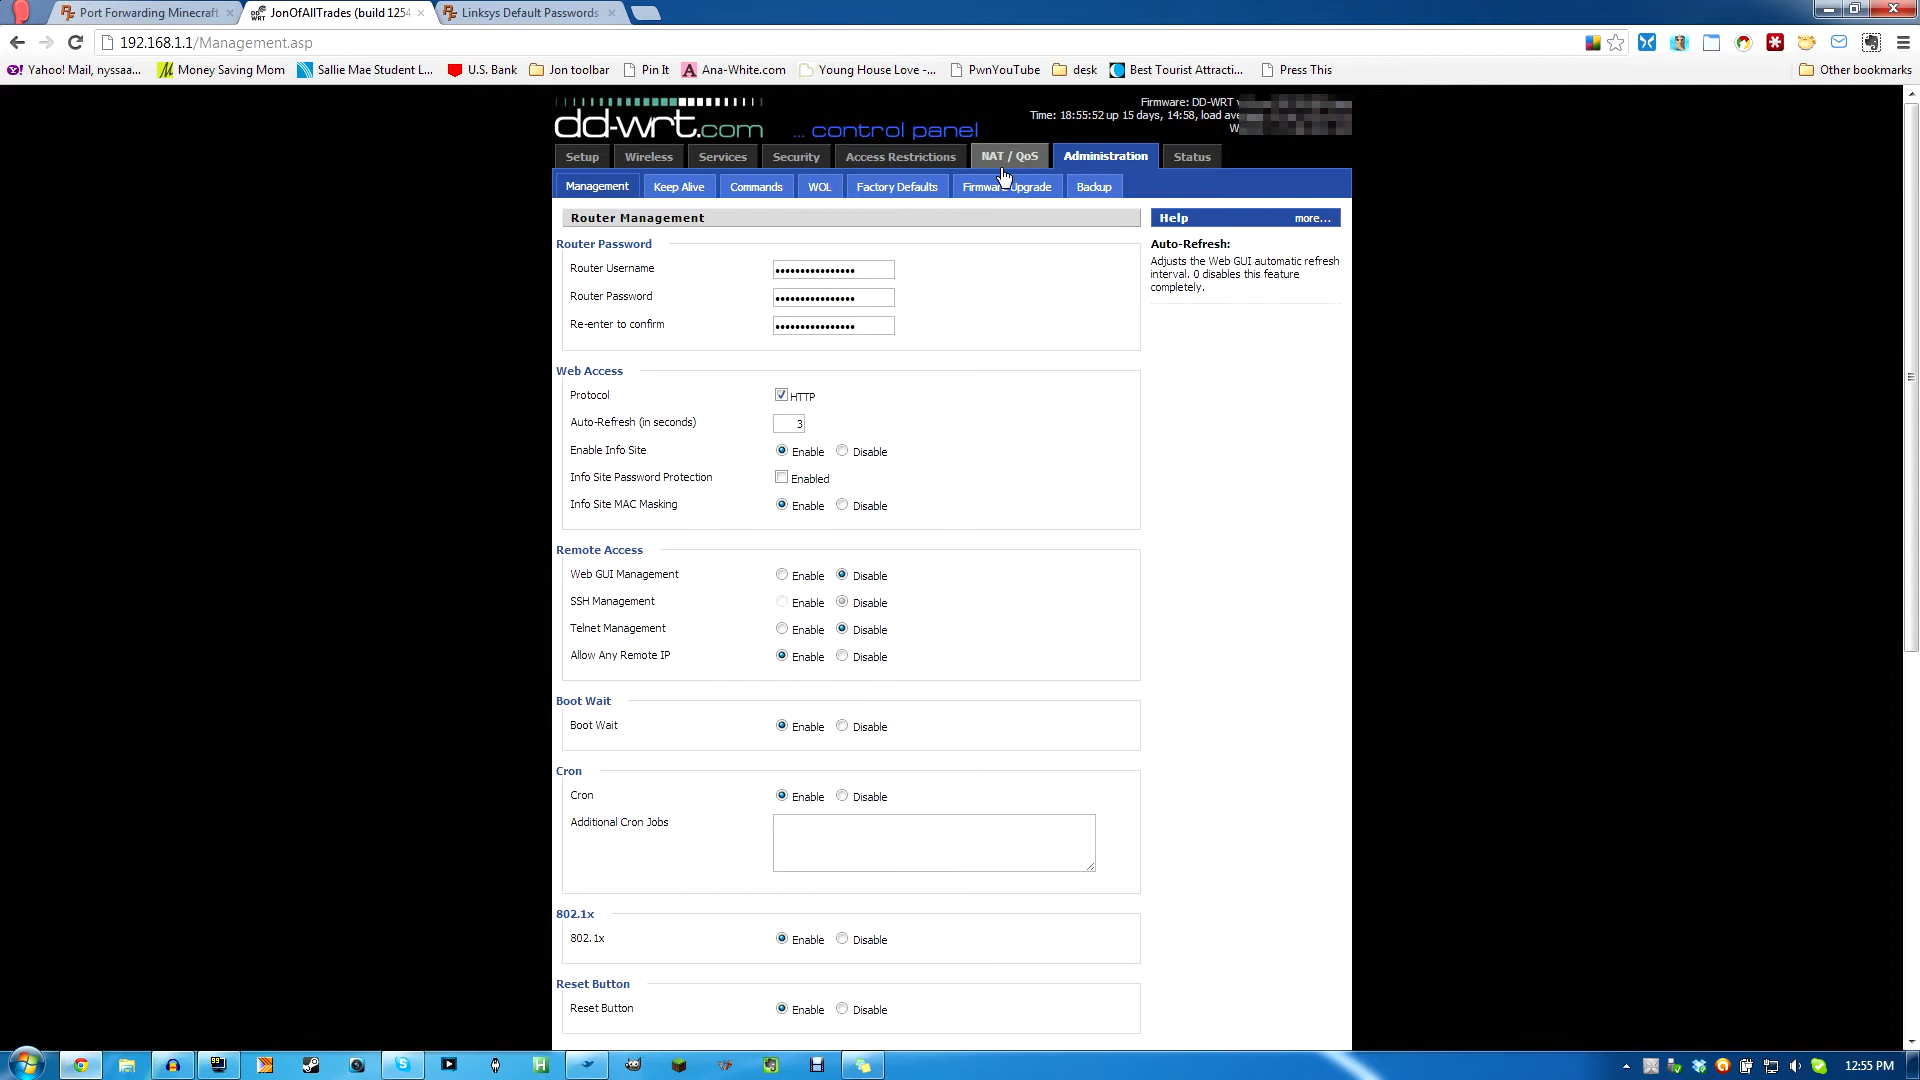 Port Forwarding Minecraft
JonOfAllTrades (build 1254
Linksys Default Passwords
192.168.1.1/Management.asp
Yahoo! Mail, nyssaa...
Money Saving Mom
Sallie Mae Student L...
U.S. Bank
Jon toolbar
Pin It
Ana-White.com
Young House Love -...
PwnYouTube
desk
Best Tourist Attracti...
Press This
Other bookmarks
dd-wrt.com ... control panel
Firmware: DD-WRT
Time: 18:55:52 up 15 days, 14:58, load ave
W
Setup Wireless Services Security Access Restrictions NAT / QoS Administration Status
Management Keep Alive Commands WOL Factory Defaults Firmware Upgrade Backup
Router Management
Help more...
Router Password
Auto-Refresh:
Adjusts the Web GUI automatic refresh
interval. 0 disables this feature
completely.
Router Username
Router Password
Re-enter to confirm
Web Access
Protocol HTTP
Auto-Refresh (in seconds) 3
Enable Info Site Enable Disable
Info Site Password Protection Enabled
Info Site MAC Masking Enable Disable
Remote Access
Web GUI Management Enable Disable
SSH Management Enable Disable
Telnet Management Enable Disable
Allow Any Remote IP Enable Disable
Boot Wait
Boot Wait Enable Disable
Cron
Cron Enable Disable
Additional Cron Jobs
802.1x
802.1x Enable Disable
Reset Button
Reset Button Enable Disable
12:55 PM